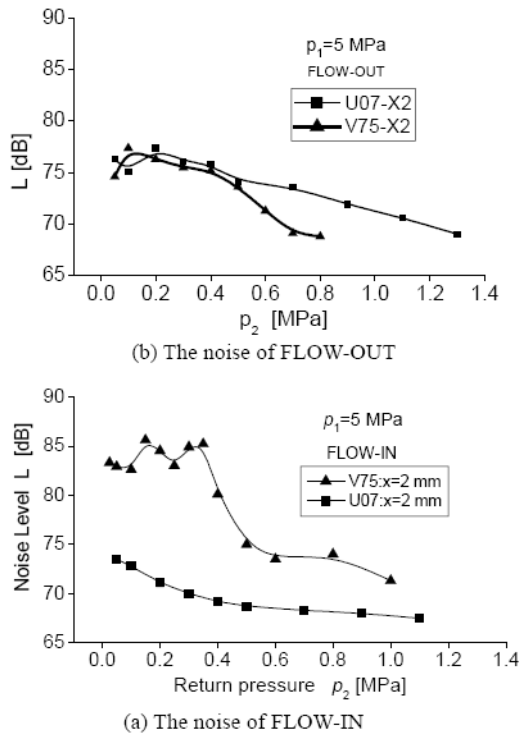 90
85
80
75
70
65
L [dB]
p1=5 MPa
FLOW-OUT
U07-X2
V75-X2
0.0 0.2 0.4 0.6 0.8 1.0 1.2 1.4
p2 [MPa]
(b) The noise of FLOW-OUT
90
85
80
75
70
65
Noise Level L [dB]
p1=5 MPa
FLOW-IN
V75:x=2 mm
U07:x=2 mm
0.0 0.2 0.4 0.6 0.8 1.0 1.2 1.4
Return pressure p2 [MPa]
(a) The noise of FLOW-IN